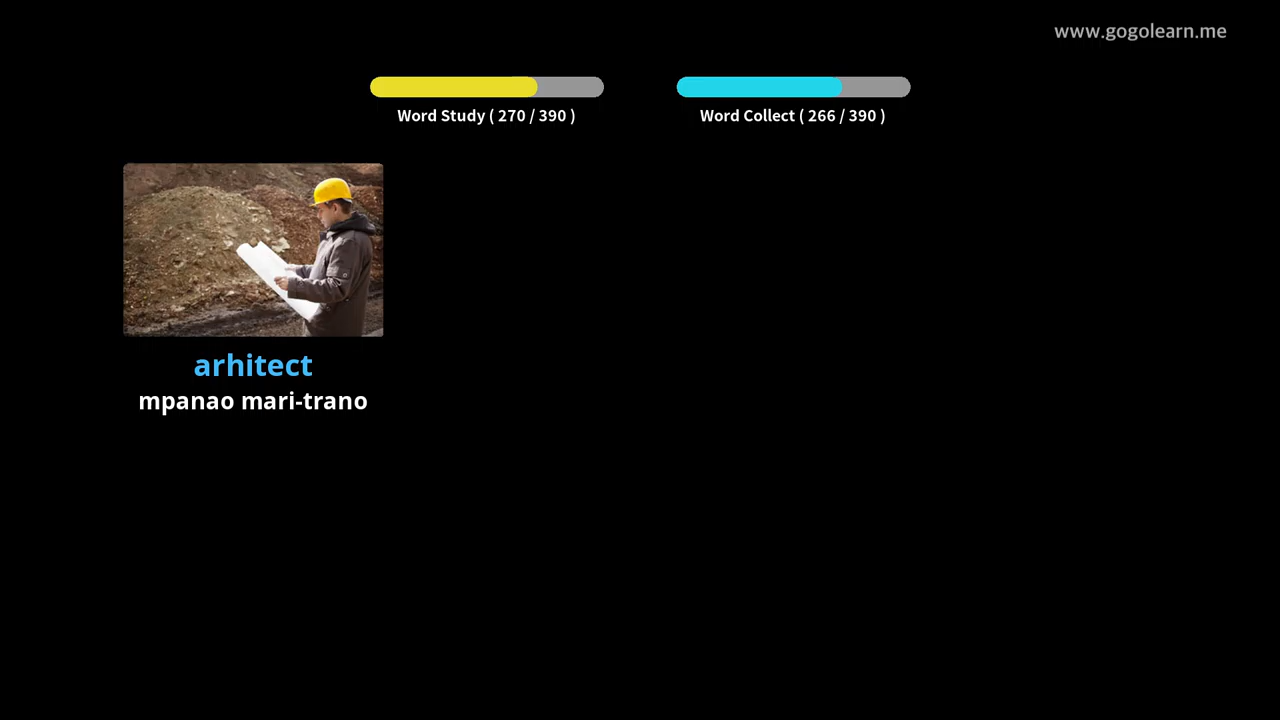 www.gogolearn.me
Word Study ( 270 / 390 )
Word Collect ( 266 / 390 )
arhitect
mpanao mari-trano